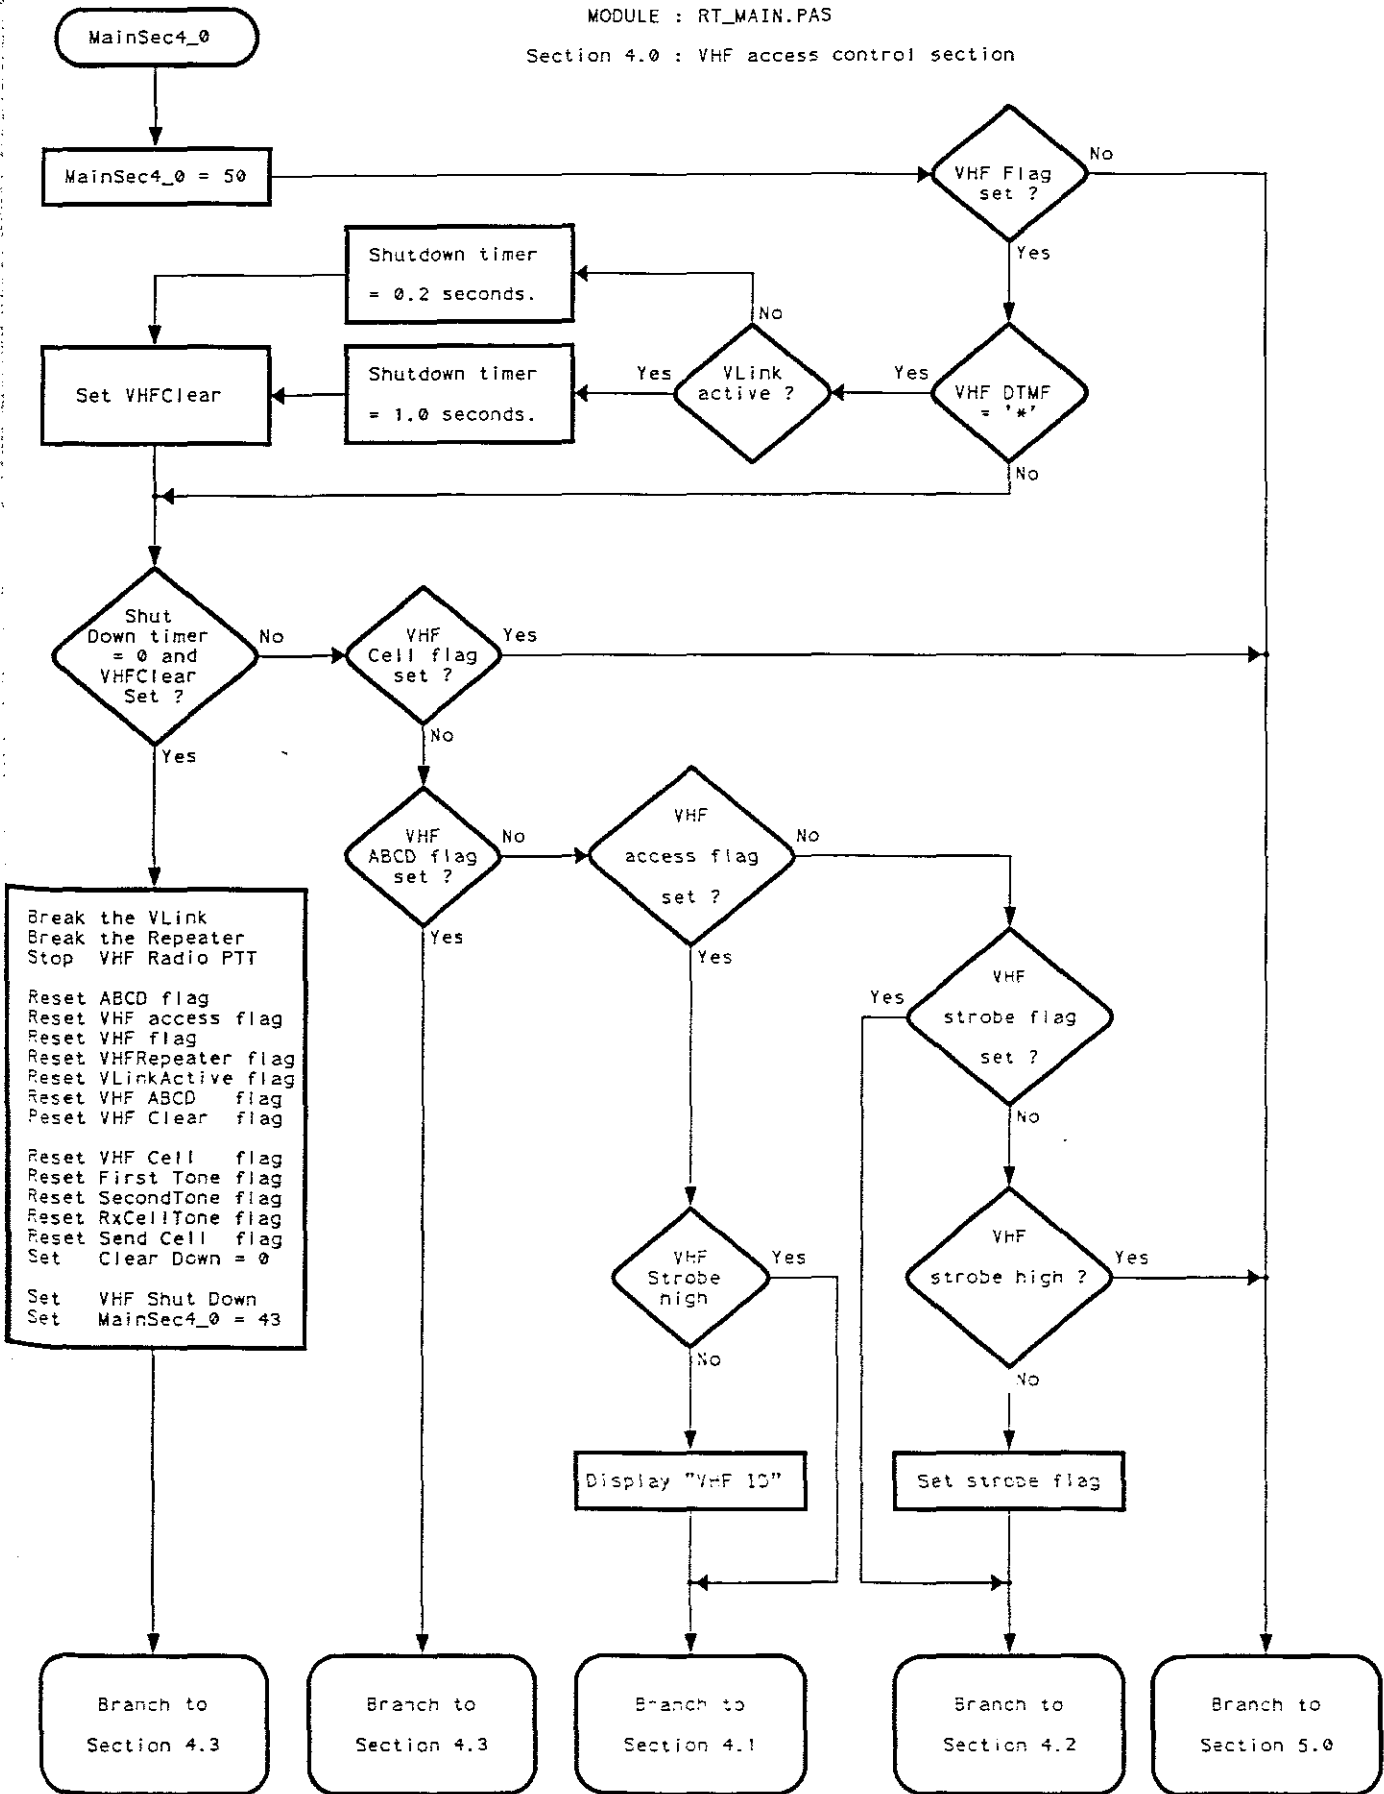 MODULE : RT_MAIN.PAS
Section 4.0 : VHF access control section
MainSec4_0
MainSec4_0 = 50
VHF Flag
set ?
No
Yes
Shutdown timer
= 0.2 seconds.
No
Set VHFClear
Shutdown timer
= 1.0 seconds.
Yes
VLink
active ?
Yes
VHF DTMF
= '*'
No
Shut
Down timer
= 0 and
VHFClear
Set ?
No
Yes
VHF
Cell flag
set ?
Yes
No
VHF
ABCD flag
set ?
No
Yes
VHF
access flag
set ?
No
Yes
Break the VLink
Break the Repeater
Stop VHF Radio PTT
Reset ABCD flag
Reset VHF access flag
Reset VHF flag
Reset VHFRepeater flag
Reset VLinkActive flag
Reset VHF ABCD flag
Reset VHF Clear flag
Reset VHF Cell flag
Reset First Tone flag
Reset SecondTone flag
Reset RxCellTone flag
Reset Send Cell flag
Set Clear Down = 0
Set VHF Shut Down
Set MainSec4_0 = 43
VHF
strobe flag
set ?
Yes
No
VHF
Strobe
high
Yes
No
VHF
strobe high ?
Yes
No
Display "VHF
Set strobe flag
Branch to
Section 4.3
Branch to
Section 4.3
Branch to
Section 4.1
Branch to
Section 4.2
Branch to
Section 5.0